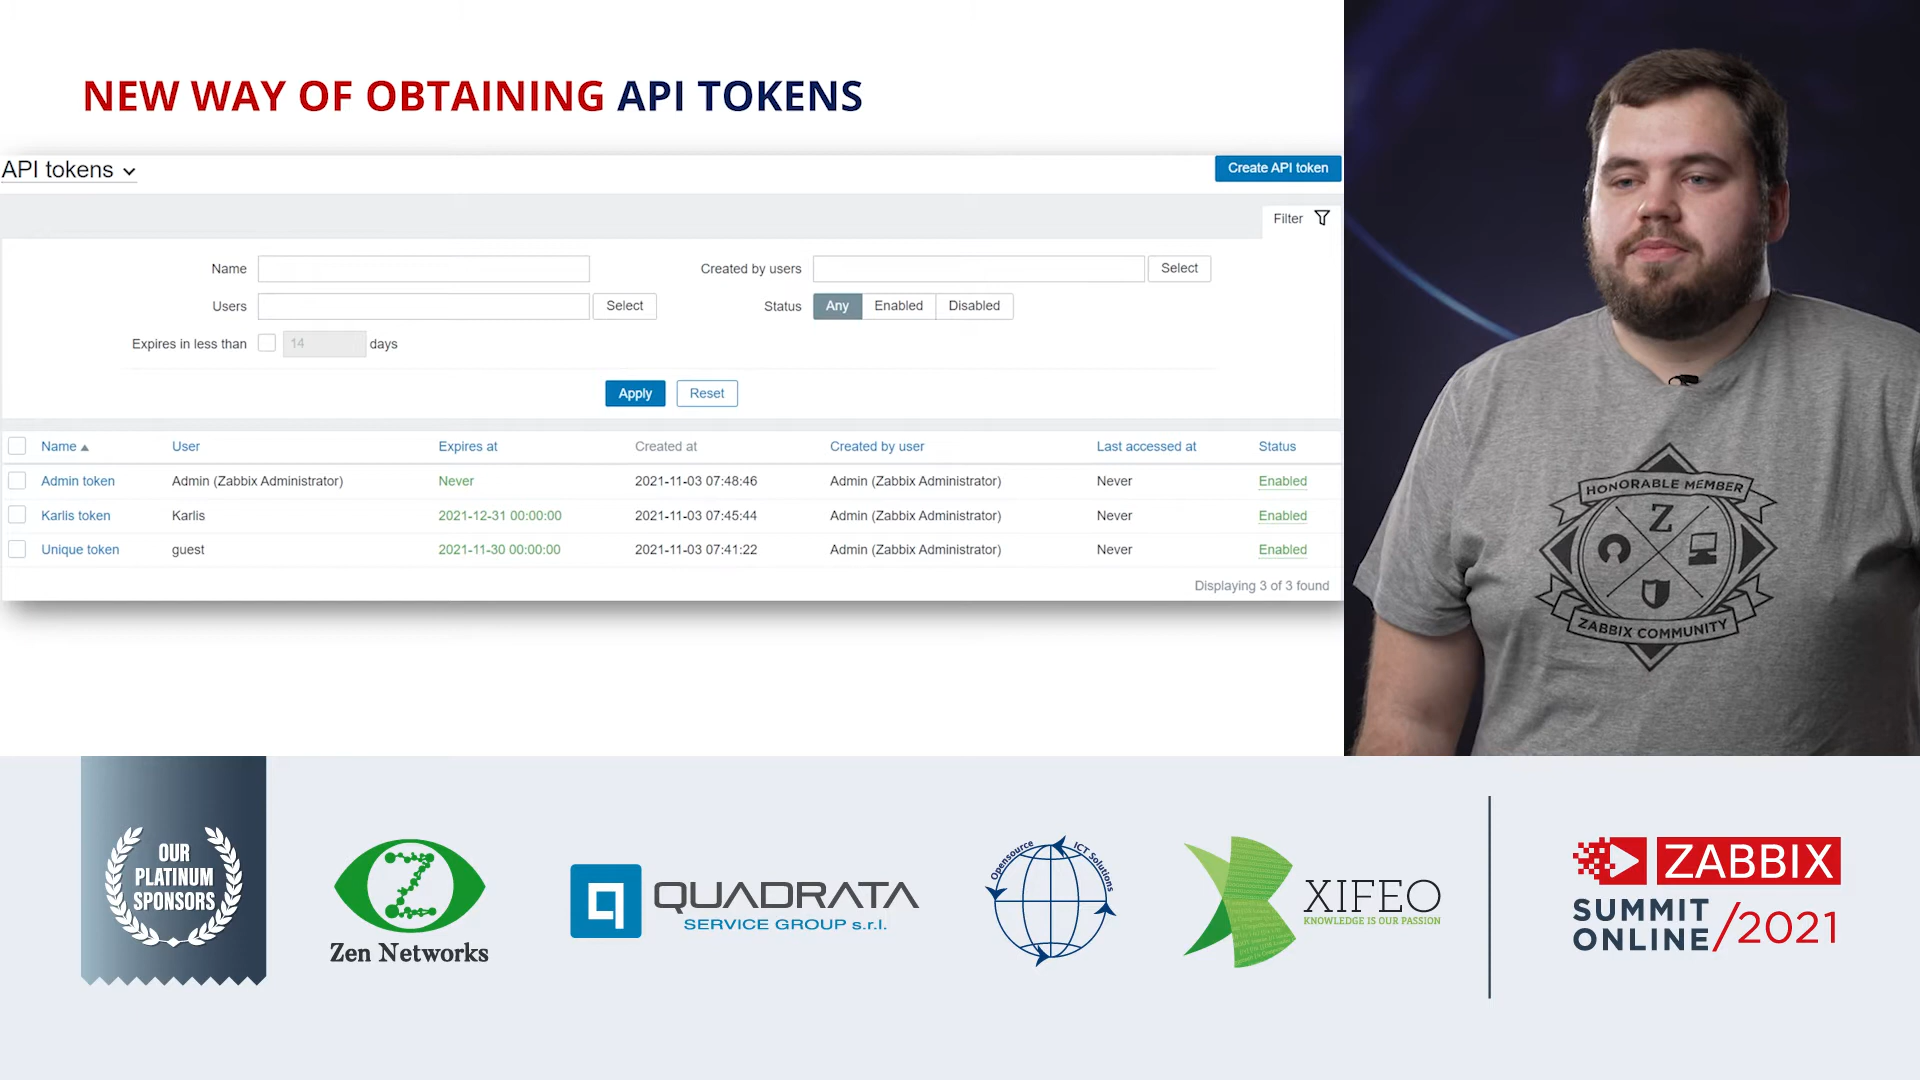 NEW WAY OF OBTAINING API TOKENS
API tokens
Create API token
Filter
Name
Created by users
Select
Users
Select
Status
Any
Enabled
Disabled
Expires in less than
14
days
Apply
Reset
Name
User
Expires at
Created at
Created by user
Last accessed at
Status
Admin token
Admin (Zabbix Administrator)
Never
2021-11-03 07:48:46
Admin (Zabbix Administrator)
Never
Enabled
Karlis token
Karlis
2021-12-31 00:00:00
2021-11-03 07:45:44
Admin (Zabbix Administrator)
Never
Enabled
Unique token
guest
2021-11-30 00:00:00
2021-11-03 07:41:22
Admin (Zabbix Administrator)
Never
Enabled
Displaying 3 of 3 found
HONORABLE MEMBER
Z
ZABBIX COMMUNITY
OUR
PLATINUM
SPONSORS
Z
Zen Networks
q
QUADRATA
SERVICE GROUP s.r.l.
Opensource
ICT Solutions
XIFEO
KNOWLEDGE IS OUR PASSION
ZABBIX
SUMMIT
ONLINE
/2021